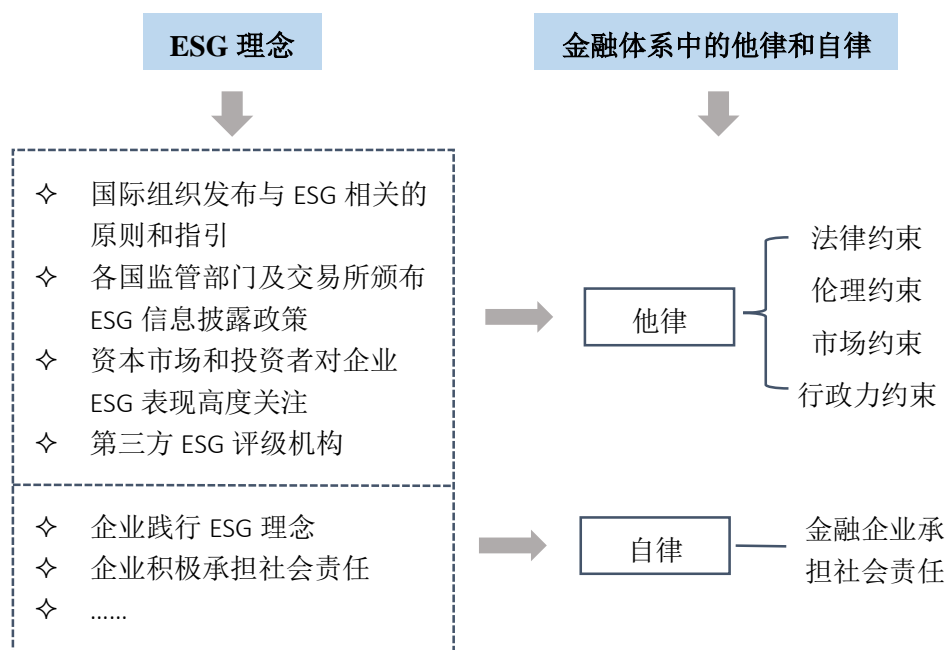 ESG 理念
金融体系中的他律和自律
国际组织发布与 ESG 相关的
原则和指引
各国监管部门及交易所颁布
ESG 信息披露政策
资本市场和投资者对企业
ESG 表现高度关注
第三方 ESG 评级机构
他律
法律约束
伦理约束
市场约束
行政力约束
企业践行 ESG 理念
企业积极承担社会责任
……
自律
金融企业承
担社会责任